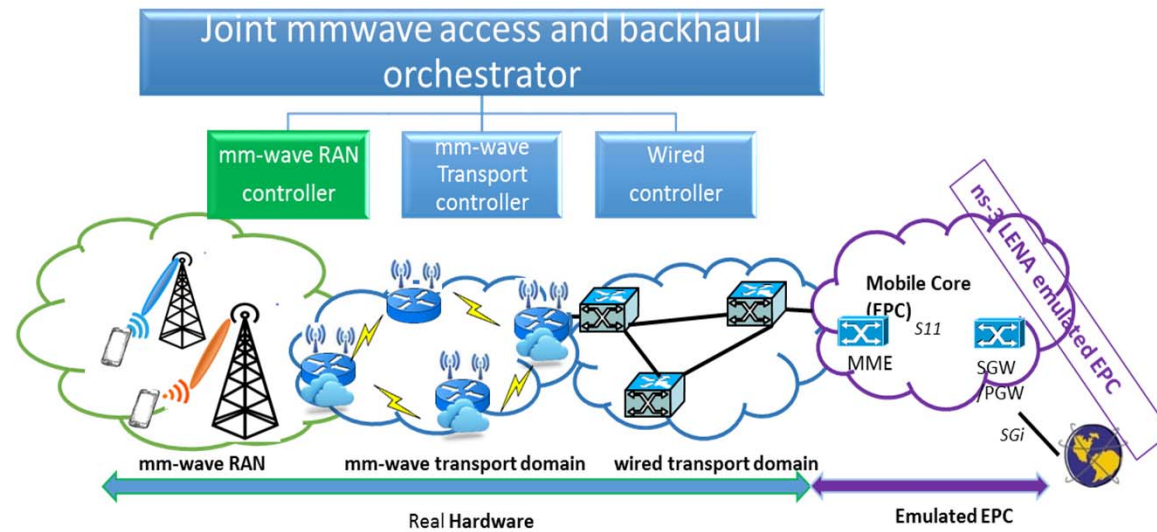 Joint mmwave access and backhaul
orchestrator
mm-wave RAN
controller
mm-wave
Transport
controller
Wired
controller
ns-3 LENA emulated EPC
Mobile Core
(EPC)
S11
MME
SGW
/PGW
SGi
mm-wave RAN
mm-wave transport domain
wired transport domain
Real Hardware
Emulated EPC